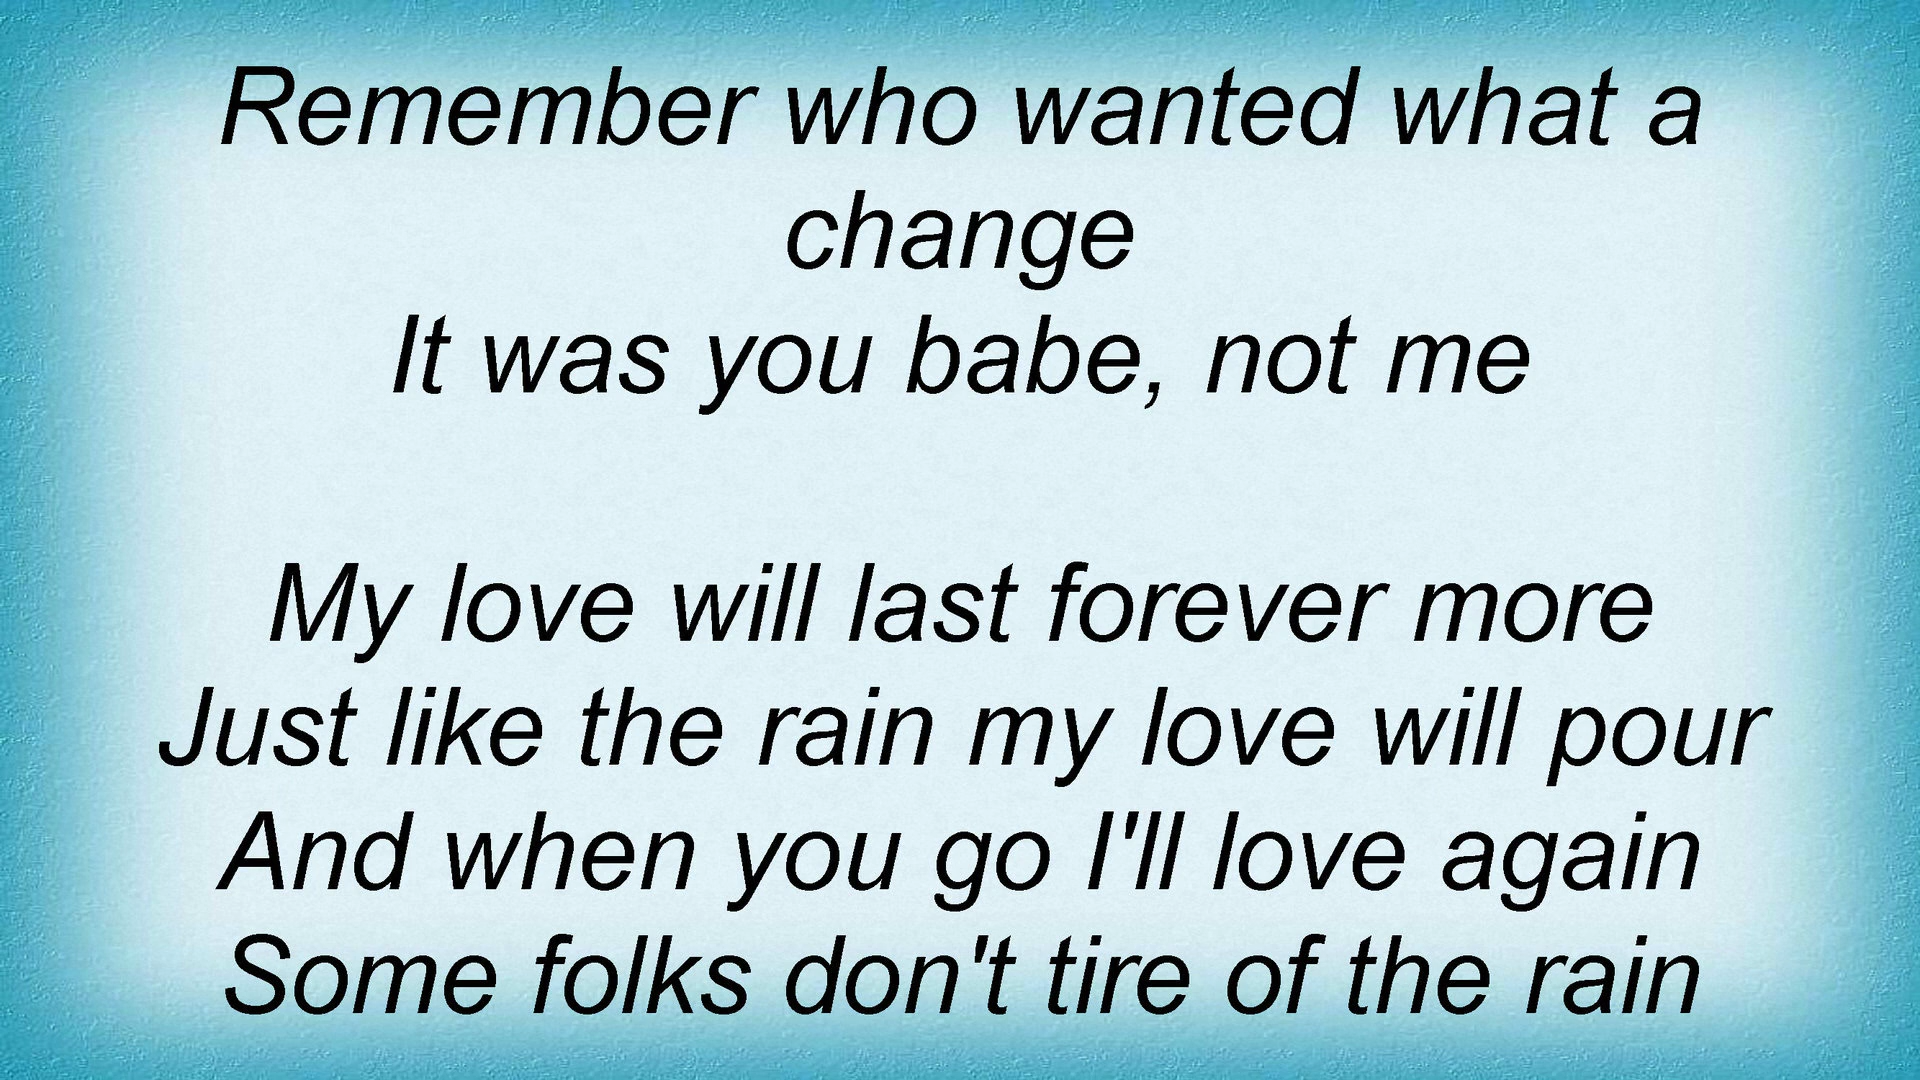 Remember who wanted what a
change
It was you babe, not me
My love will last forever more
Just like the rain my love will pour
And when you go I'll love again
Some folks don't tire of the rain